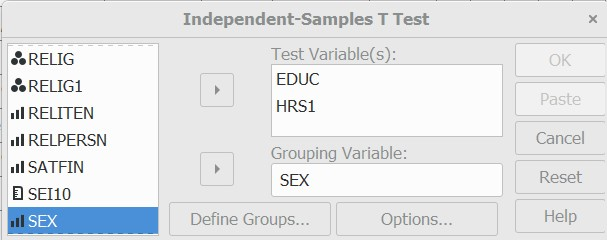 Independent-Samples T Test
×
RELIG
RELIG1
RELITEN
RELPERSN
SATFIN
SEI10
SEX
Test Variable(s):
EDUC
HRS1
Grouping Variable:
SEX
Define Groups...
Options...
OK
Paste
Cancel
Reset
Help